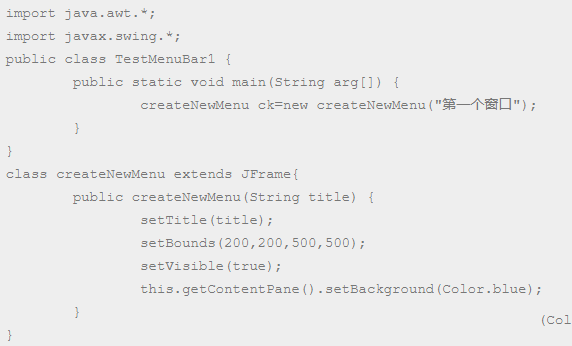 import java.awt.*;
import javax.swing.*;
public class TestMenuBar1 {
        public static void main(String arg[]) {
                createNewMenu ck=new createNewMenu("第一个窗口");
        }
}
class createNewMenu extends JFrame{
        public createNewMenu(String title) {
                setTitle(title);
                setBounds(200,200,500,500);
                setVisible(true);
                this.getContentPane().setBackground(Color.blue);
        }
(Col
}